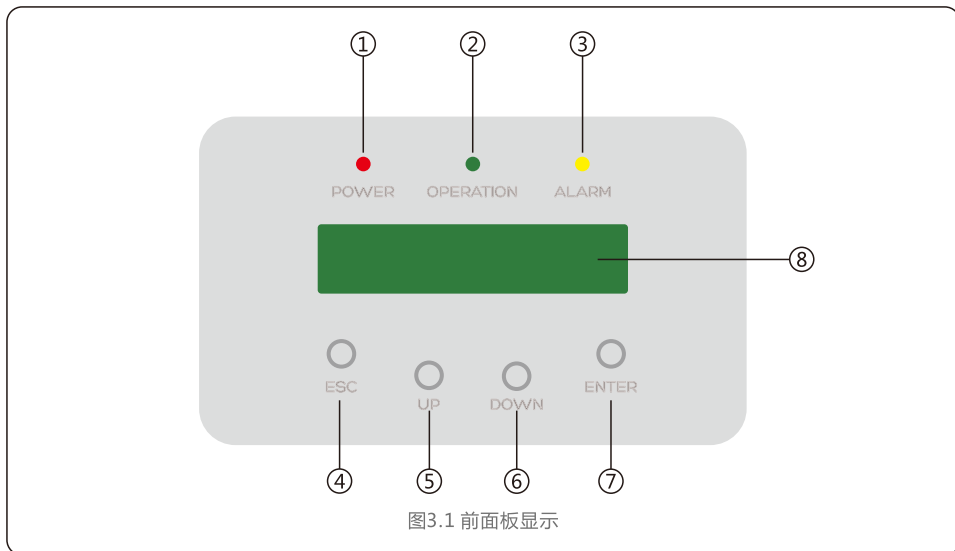 ① ② ③
POWER OPERATION ALARM
⑧
ESC UP DOWN ENTER
④ ⑤ ⑥ ⑦
图3.1 前面板显示